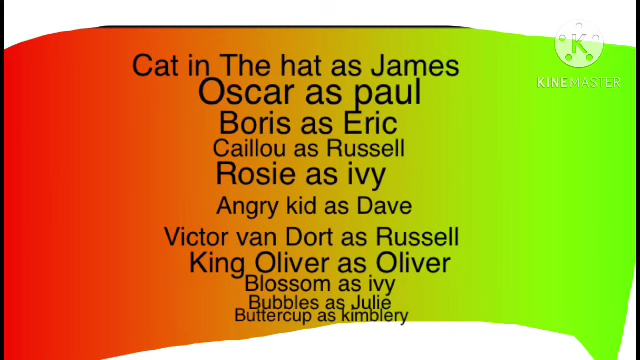 K
KINEMASTER
Cat in The hat as James
Oscar as paul
Boris as Eric
Caillou as Russell
Rosie as ivy
Angry kid as Dave
Victor van Dort as Russell
King Oliver as Oliver
Blossom as ivy
Bubbles as Julie
Buttercup as kimblery